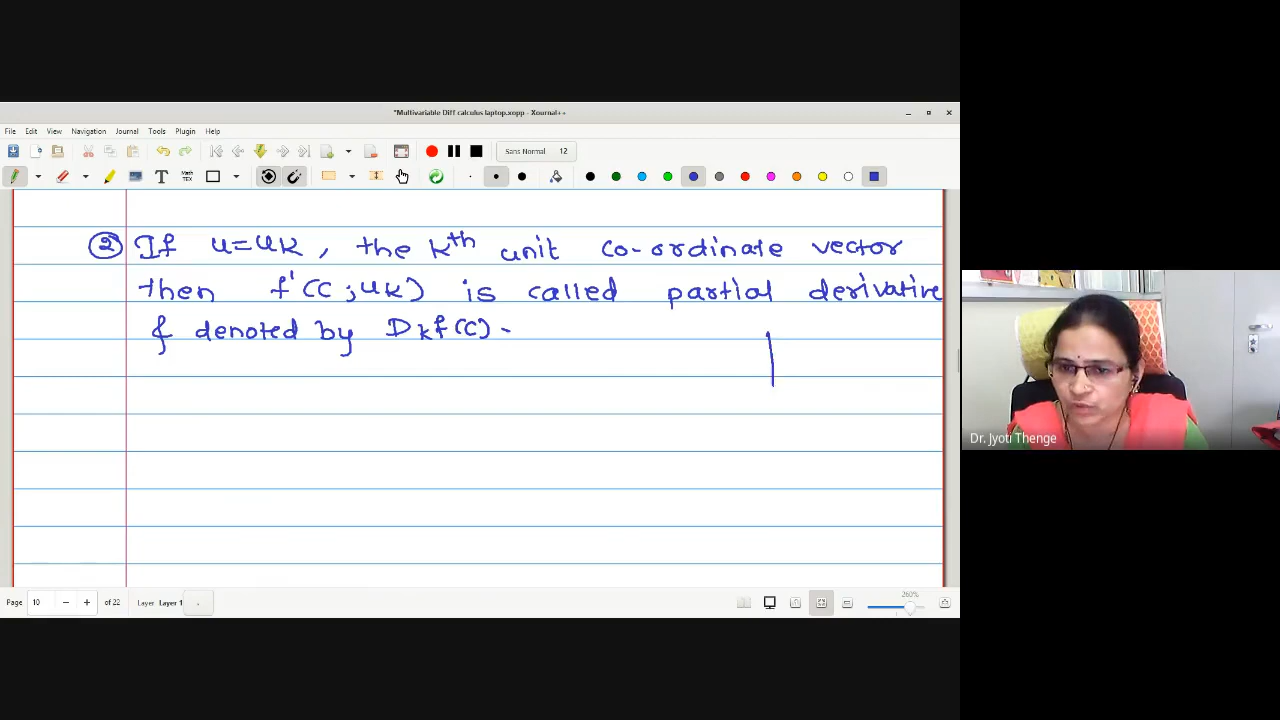 *Multivariable Diff calculus laptop.xopp - Xournal++
File Edit View Navigation Journal Tools Plugin Help
Sans Normal 12
② If u=uk, the kth unit co-ordinate vector
then f'(c;uk) is called partial derivative
& denoted by Dkf(c) -
Dr. Jyoti Thenge
Page 10 of 22 Layer Layer 1
260%